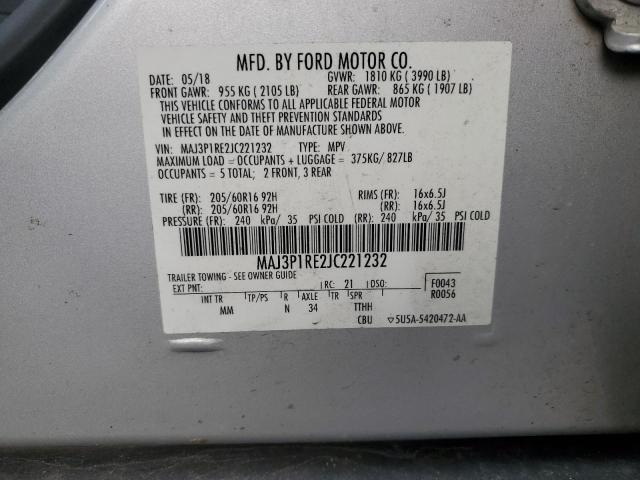 MFD. BY FORD MOTOR CO.
DATE: 05/18 GVWR: 1810 KG ( 3990 LB)
FRONT GAWR: 955 KG ( 2105 LB) REAR GAWR: 865 KG ( 1907 LB)
THIS VEHICLE CONFORMS TO ALL APPLICABLE FEDERAL MOTOR
VEHICLE SAFETY AND THEFT PREVENTION STANDARDS
IN EFFECT ON THE DATE OF MANUFACTURE SHOWN ABOVE.
VIN: MAJ3P1RE2JC221232 TYPE: MPV
MAXIMUM LOAD = OCCUPANTS + LUGGAGE = 375KG/ 827LB
OCCUPANTS = 5 TOTAL; 2 FRONT, 3 REAR
TIRE (FR): 205/60R16 92H RIMS (FR): 16x6.5J
(RR): 205/60R16 92H (RR): 16x6.5J
PRESSURE (FR): 240 kPa/ 35 PSI COLD (RR): 240 kPa/ 35 PSI COLD
MAJ3P1RE2JC221232
TRAILER TOWING - SEE OWNER GUIDE
EXT PNT: RC: 21 DSO: F0043
R0056
INT TR TP/PS R AXLE TR SPR
MM N 34 TTHH
CBU ▽5U5A-5420472-AA